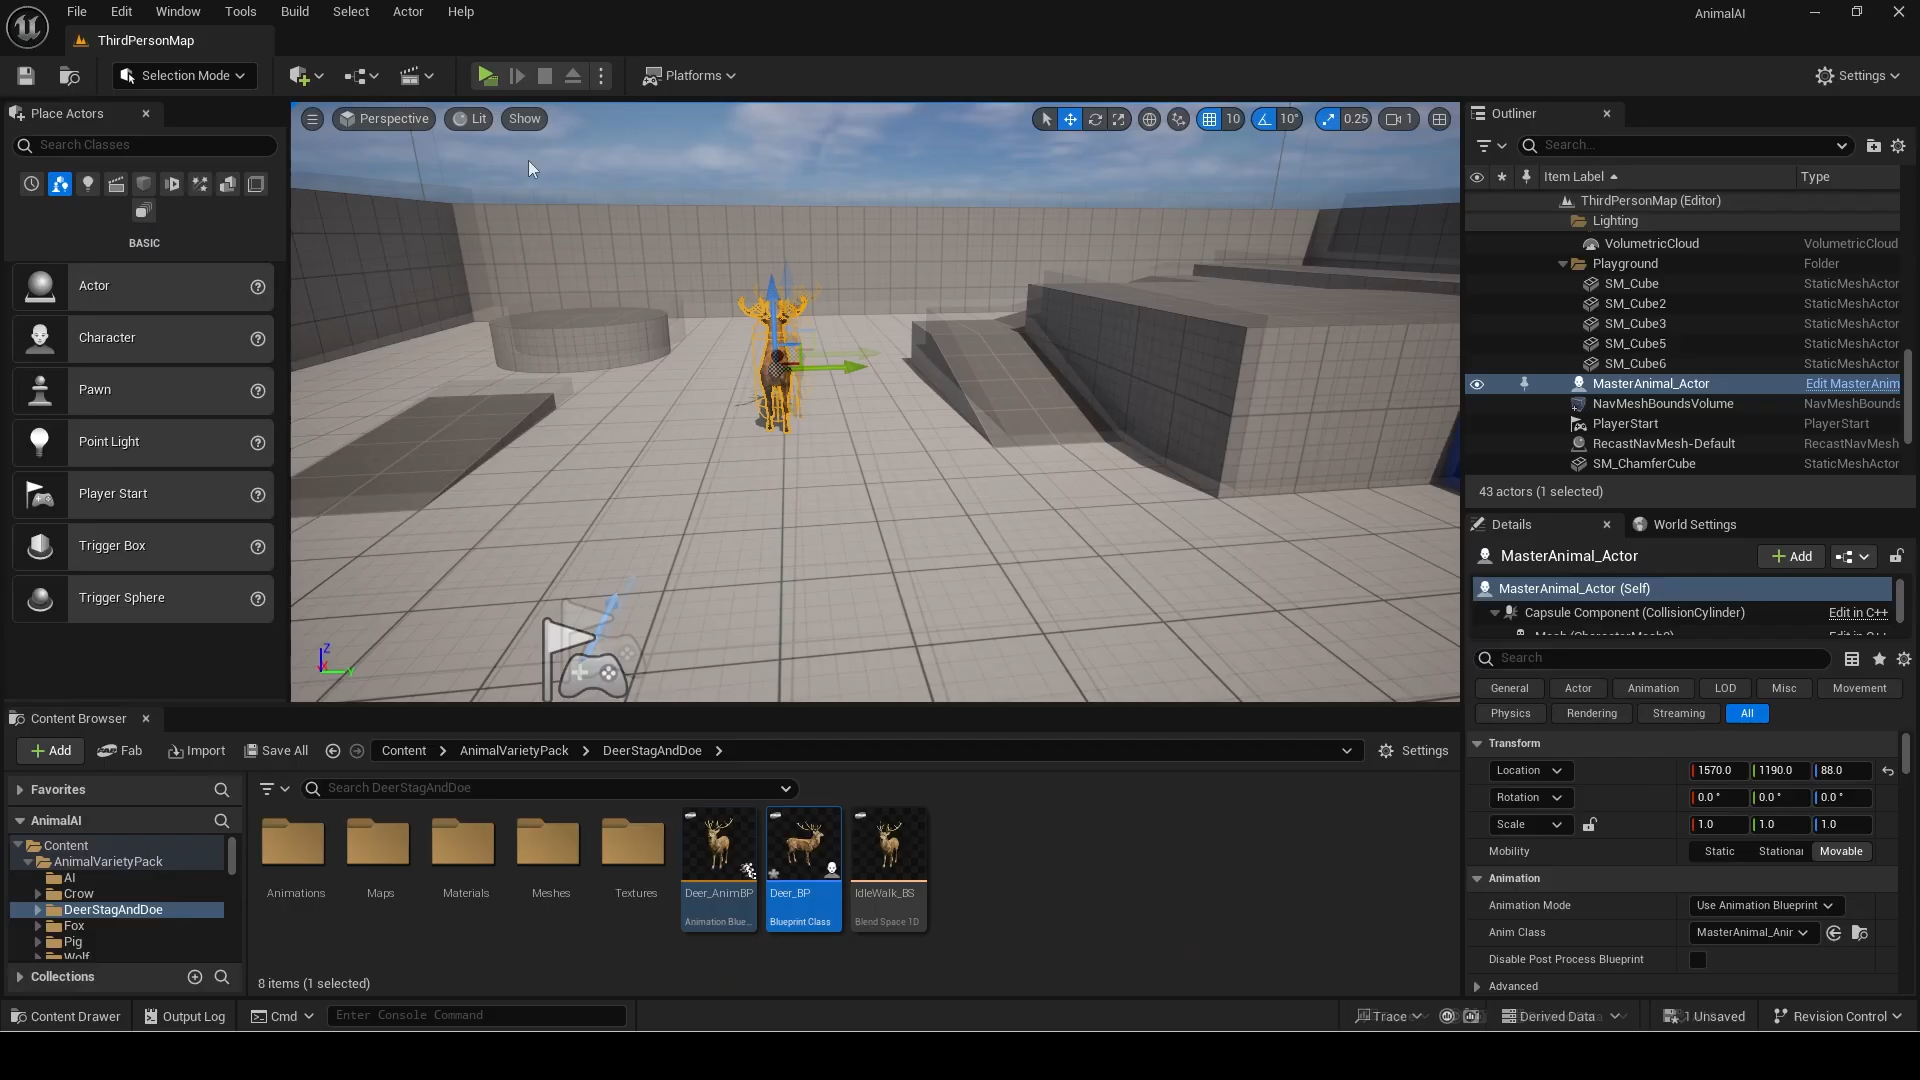 File Edit Window Tools Build Select Actor Help
AnimalAI
ThirdPersonMap
Selection Mode
Platforms
Settings
Place Actors
Search Classes
BASIC
Actor
Character
Pawn
Point Light
Player Start
Trigger Box
Trigger Sphere
Perspective Lit Show
10 10° 0.25 1
Z
Y
Outliner
Search...
Item Label Type
ThirdPersonMap (Editor)
Lighting
VolumetricCloud VolumetricCloud
Playground Folder
SM_Cube StaticMeshActor
SM_Cube2 StaticMeshActor
SM_Cube3 StaticMeshActor
SM_Cube5 StaticMeshActor
SM_Cube6 StaticMeshActor
MasterAnimal_Actor Edit MasterAnim
NavMeshBoundsVolume NavMeshBounds
PlayerStart PlayerStart
RecastNavMesh-Default RecastNavMesh
SM_ChamferCube StaticMeshActor
43 actors (1 selected)
Details World Settings
MasterAnimal_Actor Add
MasterAnimal_Actor (Self)
Capsule Component (CollisionCylinder) Edit in C++
Search
General Actor Animation LOD Misc Movement
Physics Rendering Streaming All
Transform
Location 1570.0 1190.0 88.0
Rotation 0.0° 0.0° 0.0°
Scale 1.0 1.0 1.0
Mobility Static Stationar Movable
Animation
Animation Mode Use Animation Blueprint
Anim Class MasterAnimal_Anir
Disable Post Process Blueprint
Advanced
Content Browser
Add Fab Import Save All Content AnimalVarietyPack DeerStagAndDoe Settings
Favorites
AnimalAI
Content
AnimalVarietyPack
AI
Crow
DeerStagAndDoe
Fox
Pig
Wolf
Collections
Search DeerStagAndDoe
Animations Maps Materials Meshes Textures Deer_AnimBP Deer_BP IdleWalk_BS
Animation Blue... Blueprint Class Blend Space 1D
8 items (1 selected)
Content Drawer Output Log Cmd Enter Console Command Trace Derived Data 1 Unsaved Revision Control